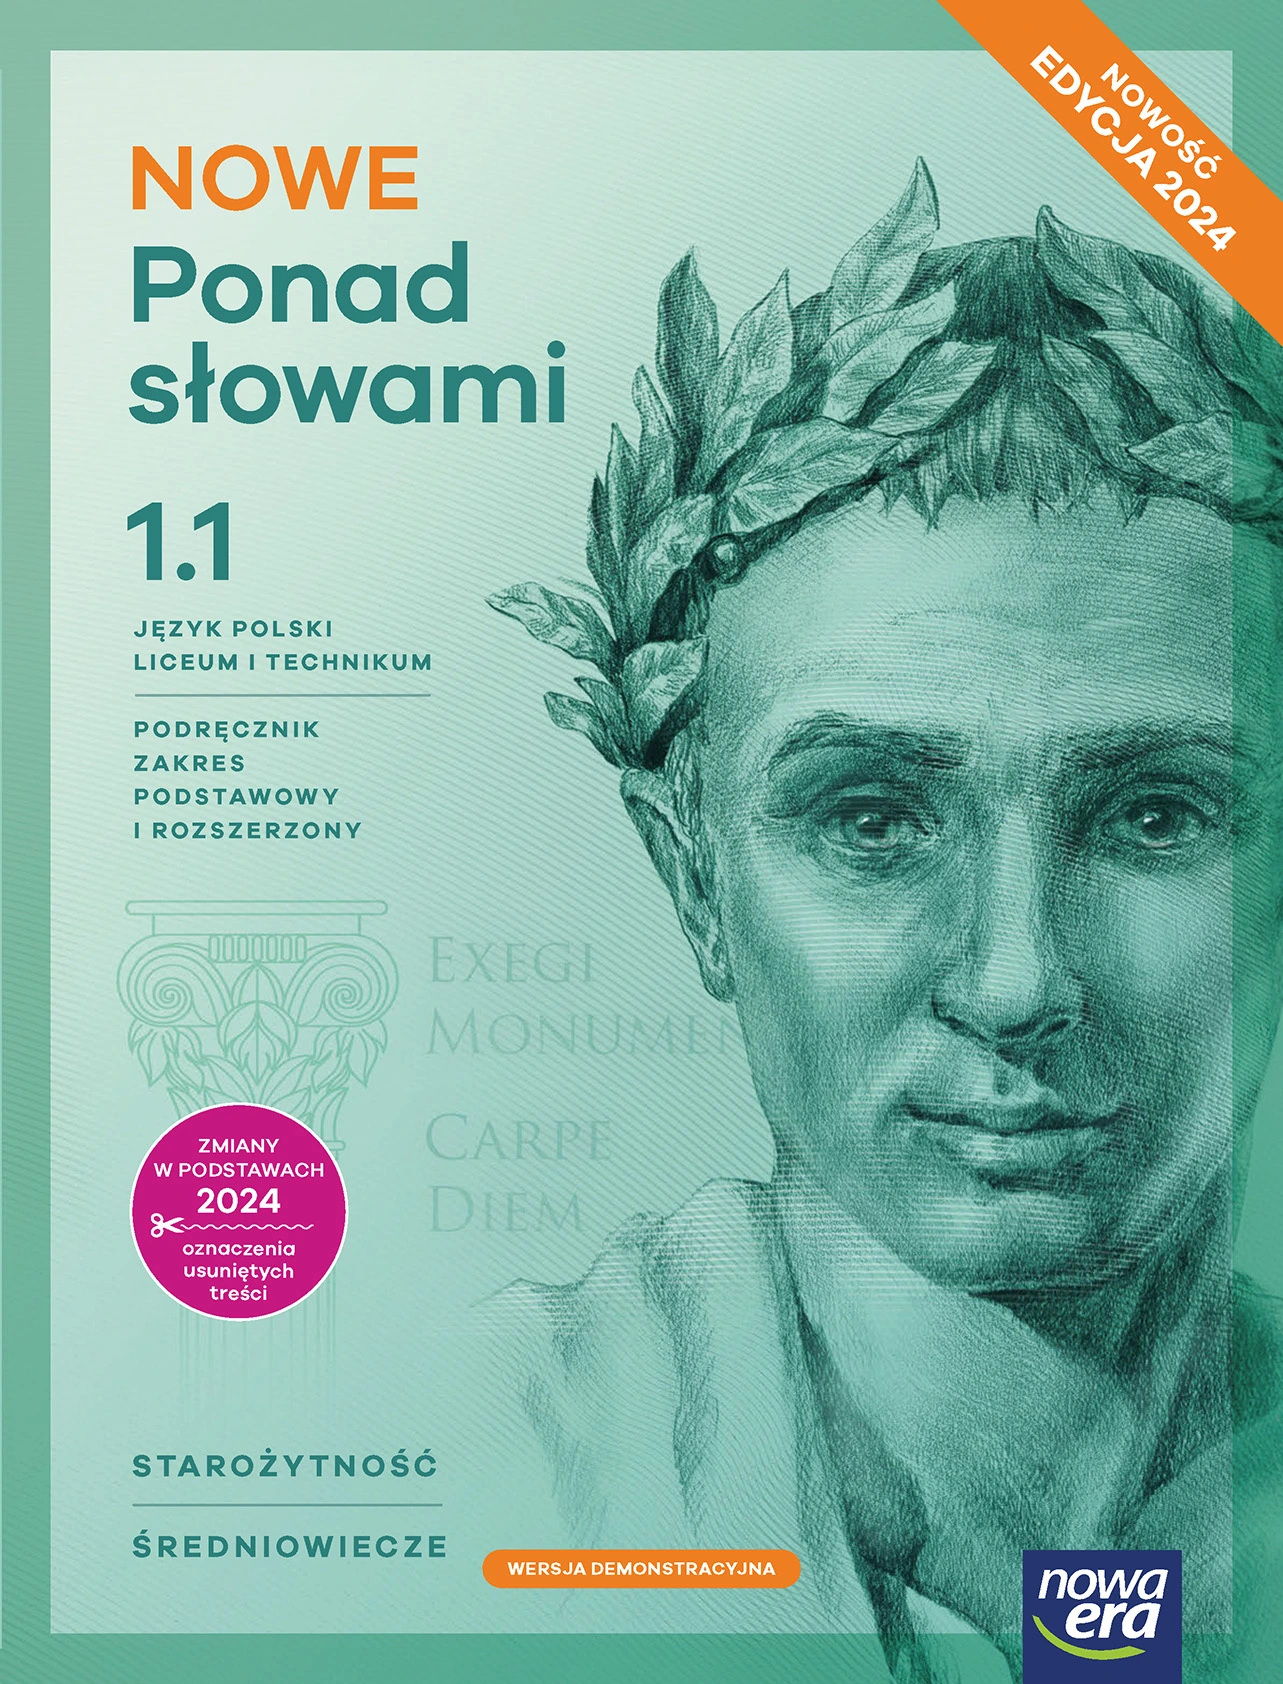 NOWOŚĆ
EDYCJA 2024
NOWE
Ponad
słowami
1.1
JĘZYK POLSKI
LICEUM I TECHNIKUM
PODRĘCZNIK
ZAKRES
PODSTAWOWY
I ROZSZERZONY
EXEGI
MONUMEN
CARPE
DIEM
ZMIANY
W PODSTAWACH
2024
oznaczenia
usuniętych
treści
STAROŻYTNOŚĆ
ŚREDNIOWIECZE
WERSJA DEMONSTRACYJNA
nowa
era